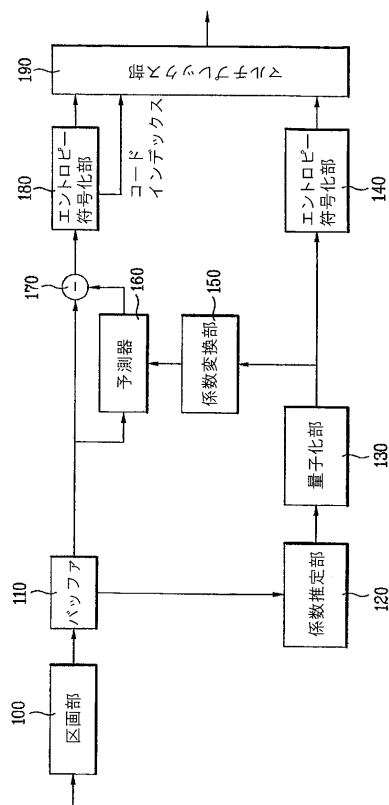 100
区画部
110
バッファ
120
係数推定部
130
量子化部
140
エントロピー
符号化部
150
係数変換部
160
予測器
170
−
180
エントロピー
符号化部
コード
インデックス
190
マルチプレックス部